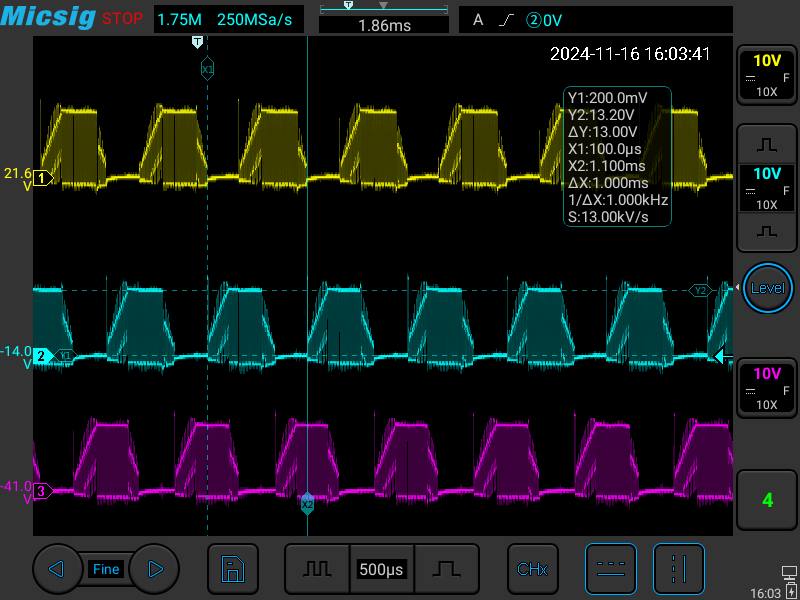 Micsig STOP 1.75M 250MSa/s T 1.86ms A ②0V
T 2024-11-16 16:03:41
X1
10V
F
10X
Y1:200.0mV
Y2:13.20V
ΔY:13.00V
X1:100.0μs
X2:1.100ms
ΔX:1.000ms
1/ΔX:1.000kHz
S:13.00kV/s
21.6 V 1
10V
F
10X
Y2 Level
-14.0 V 2 Y1
10V
F
10X
-41.0 V 3
X2
4
Fine 500μs CHx
16:03